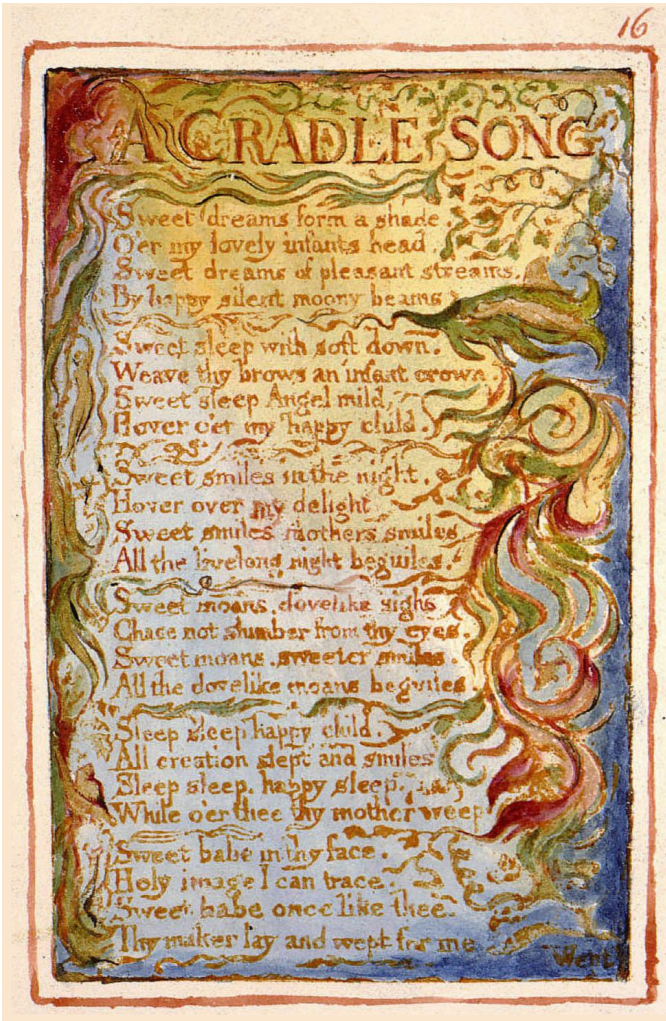 16
A CRADLE SONG
Sweet dreams form a shade
O'er my lovely infants head
Sweet dreams of pleasant streams,
By happy silent moony beams
Sweet sleep with soft down.
Weave thy brows an infant crown
Sweet sleep Angel mild,
Hover o'er my happy child.
Sweet smiles in the night.
Hover over my delight
Sweet smiles mothers smiles
All the livelong night beguiles.
Sweet moans, dovelike sighs
Chase not slumber from thy eyes.
Sweet moans, sweeter smiles.
All the dovelike moans beguiles.
Sleep sleep happy child.
All creation slept and smiled
Sleep sleep, happy sleep,
While o'er thee thy mother weep
Sweet babe in thy face.
Holy image I can trace.
Sweet babe once like thee.
Thy maker lay and wept for me
Wept